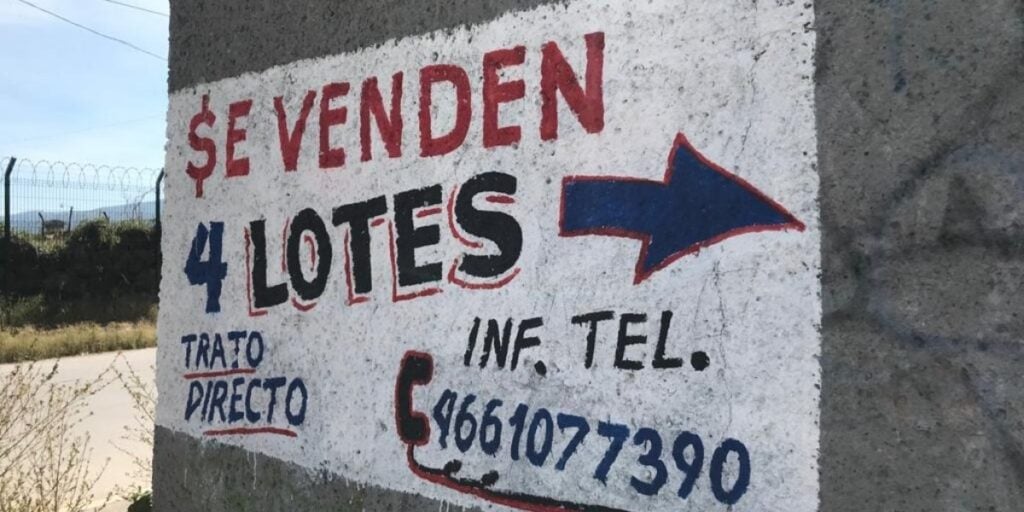 $E VENDEN
4 LOTES
TRATO
DIRECTO
INF. TEL.
4661077390